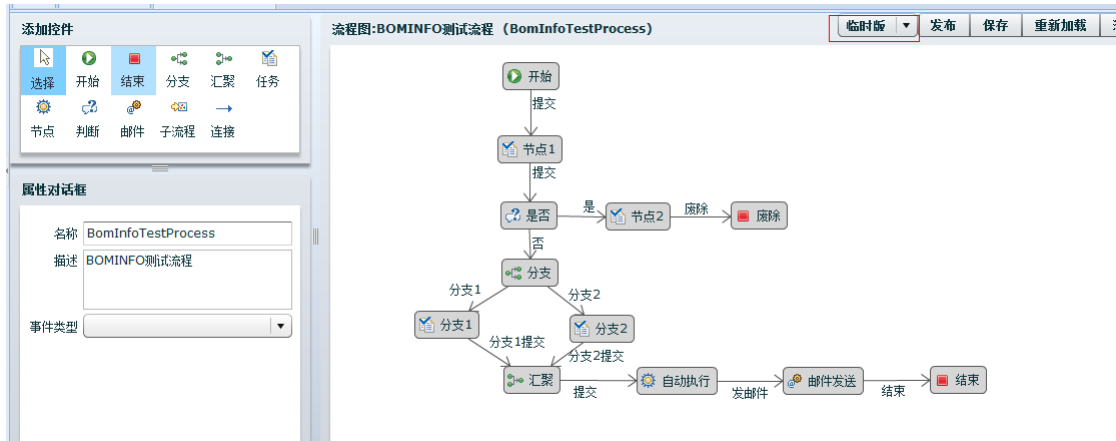 添加控件
选择 开始 结束 分支 汇聚 任务
节点 判断 邮件 子流程 连接
属性对话框
名称 BomInfoTestProcess
描述 BOMINFO测试流程
事件类型
流程图:BOMINFO测试流程 (BomInfoTestProcess)
临时版 发布 保存 重新加载
开始
提交
节点1
提交
是否 是 节点2 废除 废除
否
分支
分支1 分支2
分支1 分支2
分支1提交 分支2提交
汇聚 提交 自动执行 发邮件 邮件发送 结束 结束